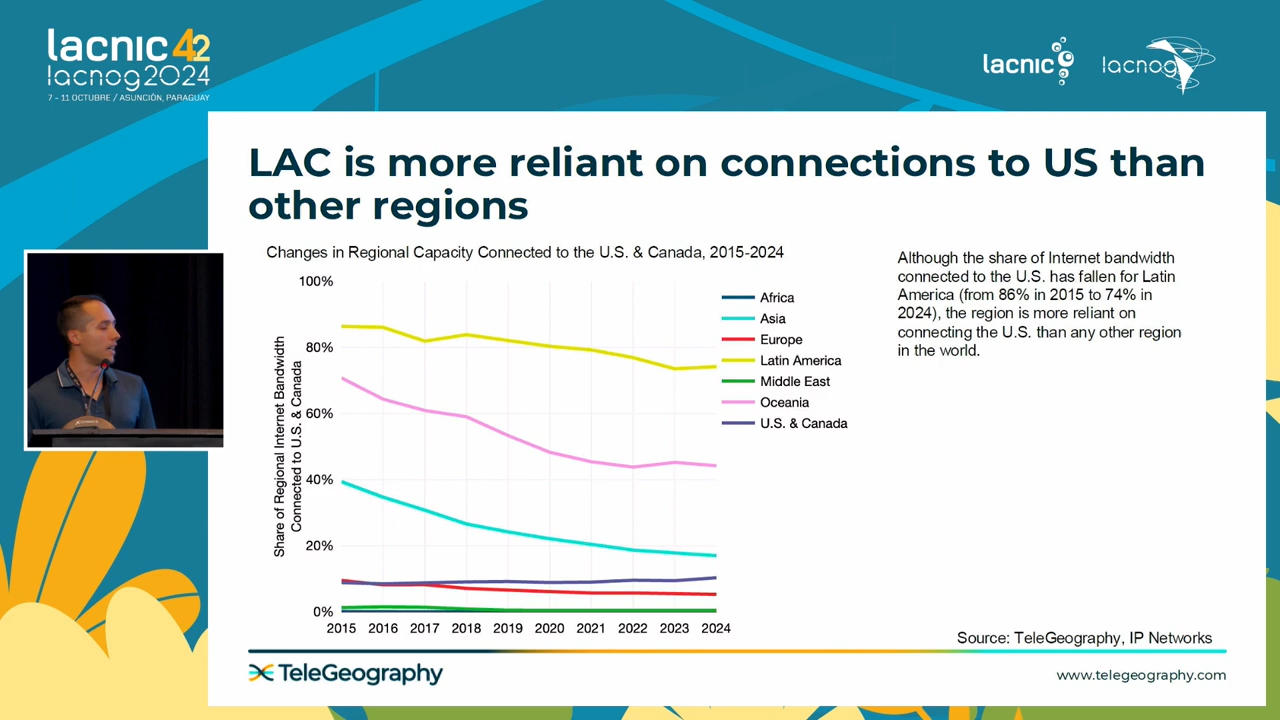 lacnic 42
lacnog 2024
7 - 11 OCTUBRE / ASUNCIÓN, PARAGUAY
lacnic
lacnog
LAC is more reliant on connections to US than
other regions
Changes in Regional Capacity Connected to the U.S. & Canada, 2015-2024
Share of Regional Internet Bandwidth
Connected to U.S. & Canada
100%
80%
60%
40%
20%
0%
2015 2016 2017 2018 2019 2020 2021 2022 2023 2024
Africa
Asia
Europe
Latin America
Middle East
Oceania
U.S. & Canada
Although the share of Internet bandwidth
connected to the U.S. has fallen for Latin
America (from 86% in 2015 to 74% in
2024), the region is more reliant on
connecting the U.S. than any other region
in the world.
Source: TeleGeography, IP Networks
TeleGeography
www.telegeography.com